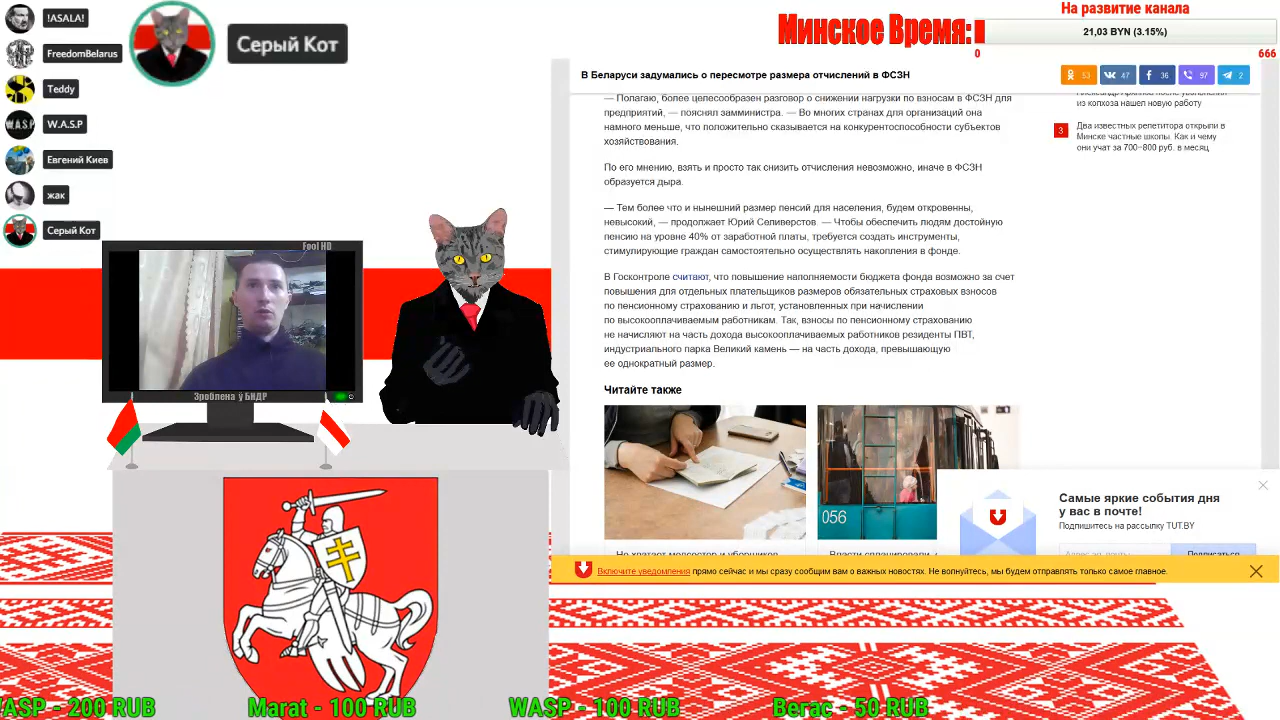 !ASALA!
FreedomBelarus
Teddy
W.A.S.P
Евгений Киев
жак
Серый Кот
Серый Кот
Минское Время:
На развитие канала
21,03 BYN (3.15%)
0
666
В Беларуси задумались о пересмотре размера отчислений в ФСЗН
53
47
36
97
2
— Полагаю, более целесообразен разговор о снижении нагрузки по взносам в ФСЗН для
предприятий, — пояснял замминистра. — Во многих странах для организаций она
намного меньше, что положительно сказывается на конкурентоспособности субъектов
хозяйствования.
По его мнению, взять и просто так снизить отчисления невозможно, иначе в ФСЗН
образуется дыра.
— Тем более что и нынешний размер пенсий для населения, будем откровенны,
невысокий, — продолжает Юрий Селиверстов. — Чтобы обеспечить людям достойную
пенсию на уровне 40% от заработной платы, требуется создать инструменты,
стимулирующие граждан самостоятельно осуществлять накопления в фонде.
В Госконтроле считают, что повышение наполняемости бюджета фонда возможно за счет
повышения для отдельных плательщиков размеров обязательных страховых взносов
по пенсионному страхованию и льгот, установленных при начислении
по высокооплачиваемым работникам. Так, взносы по пенсионному страхованию
не начисляют на часть дохода высокооплачиваемых работников резиденты ПВТ,
индустриального парка Великий камень — на часть дохода, превышающую
ее однократный размер.
Читайте также
из колхоза нашел новую работу
3
Два известных репетитора открыли в
Минске частные школы. Как и чему
они учат за 700–800 руб. в месяц
Fool HD
Зроблена ў БНДР
W.A.S.P
056
Самые яркие события дня
у вас в почте!
Подпишитесь на рассылку TUT.BY
Адрес эл. почты
Подписаться
Не хватает медсестер и уборщиков
Власти спланировали
Включите уведомления прямо сейчас и мы сразу сообщим вам о важных новостях. Не волнуйтесь, мы будем отправлять только самое главное.
WASP - 200 RUB
Marat - 100 RUB
WASP - 100 RUB
Вегас - 50 RUB